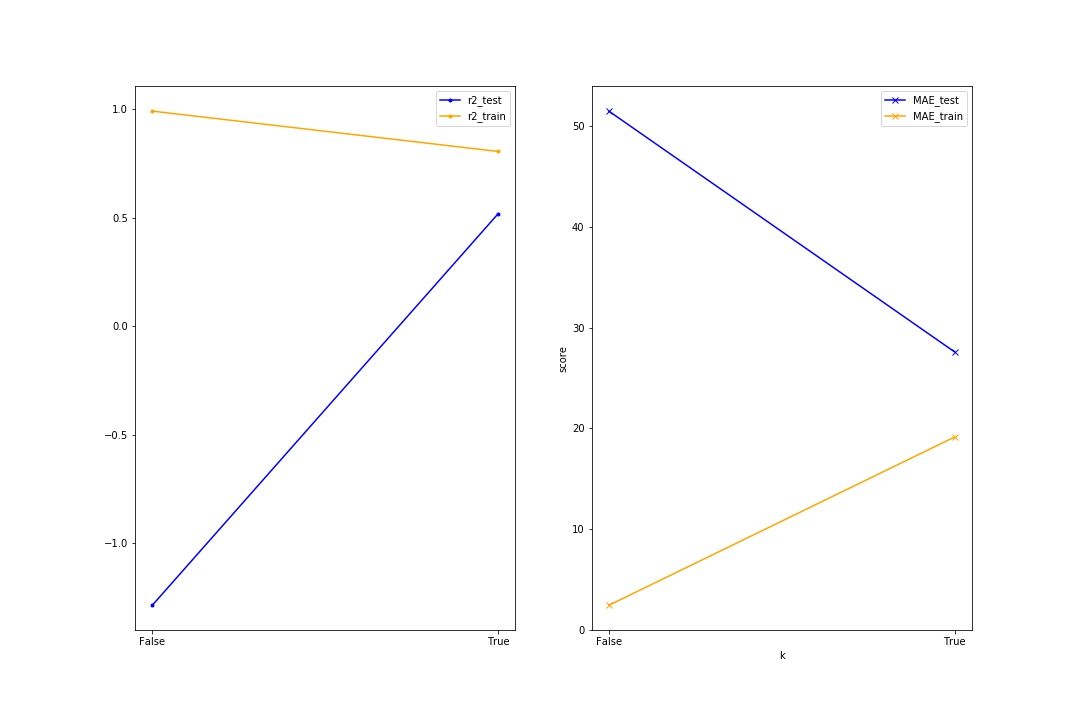 r2_test
r2_train
1.0
0.5
0.0
−0.5
−1.0
False
True
MAE_test
MAE_train
50
40
30
20
10
0
score
False
True
k